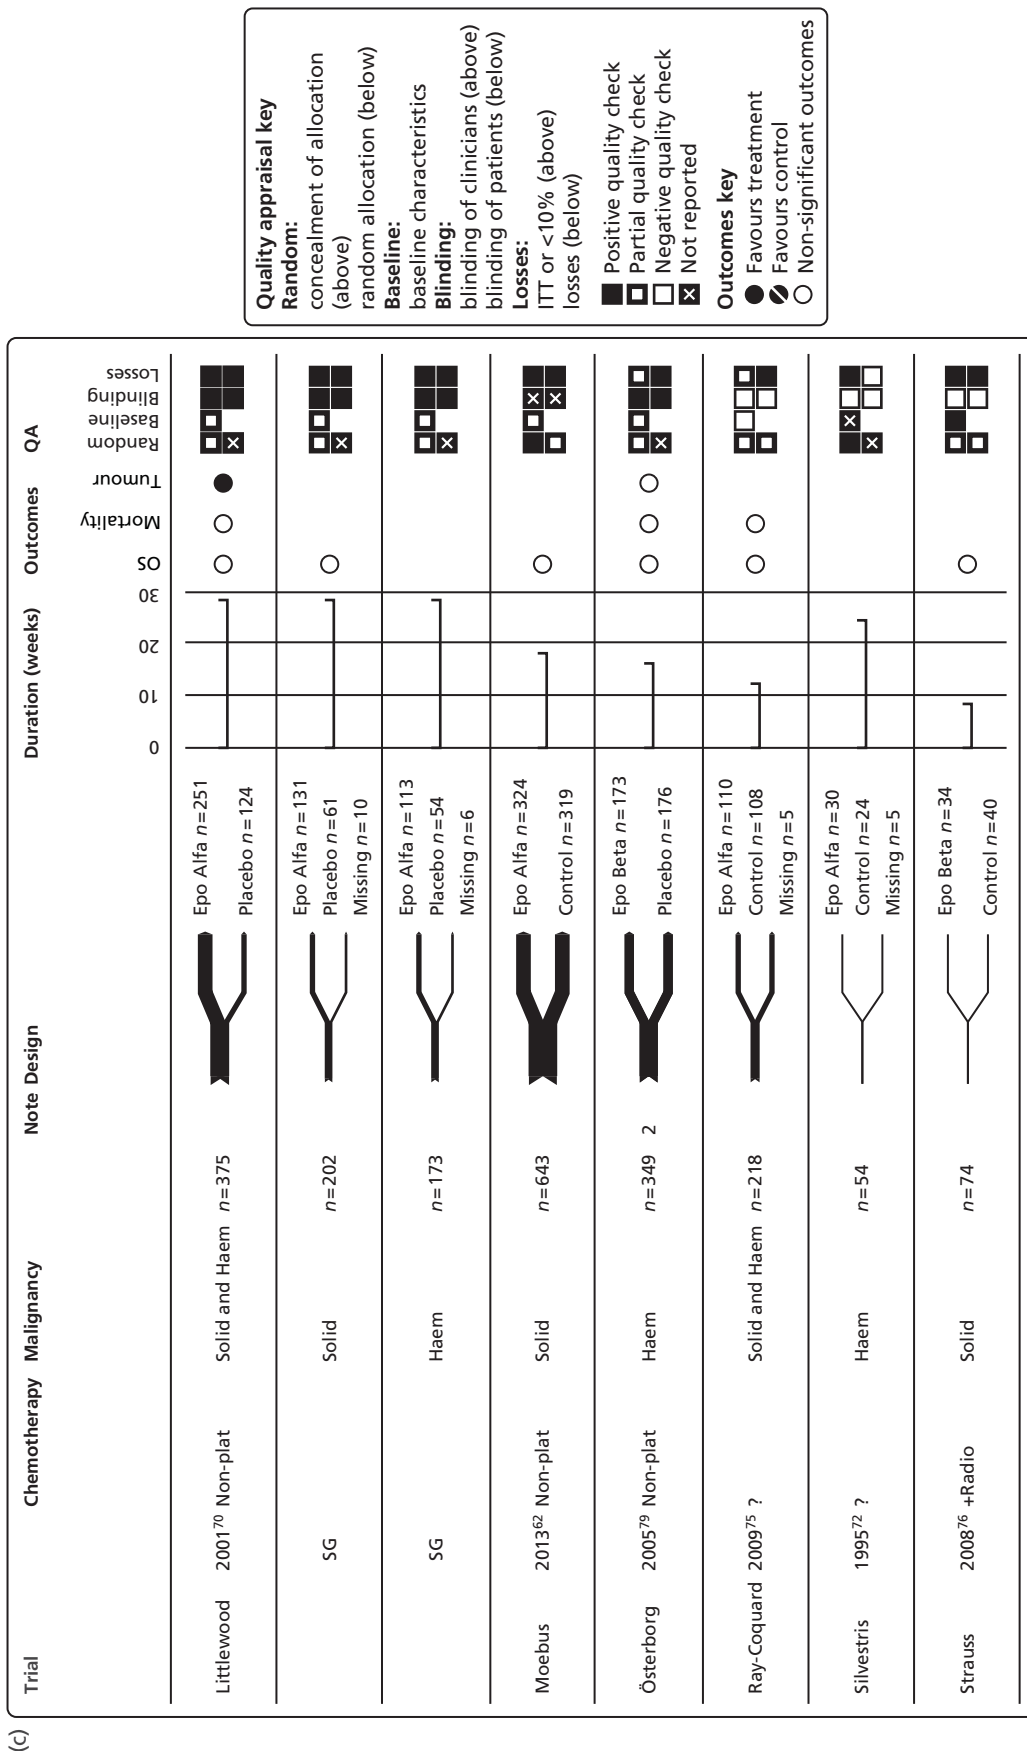 (c)
Trial Chemotherapy Malignancy Note Design Duration (weeks) Outcomes QA
0 10 20 30 OS Mortality Tumour Random Baseline Blinding Losses
Littlewood 200170 Non-plat Solid and Haem n=375 Epo Alfa n=251
Placebo n=124
SG Solid n=202 Epo Alfa n=131
Placebo n=61
Missing n=10
SG Haem n=173 Epo Alfa n=113
Placebo n=54
Missing n=6
Moebus 201362 Non-plat Solid n=643 Epo Alfa n=324
Control n=319
Österborg 200579 Non-plat Haem n=349 2 Epo Beta n=173
Placebo n=176
Ray-Coquard 200975 ? Solid and Haem n=218 Epo Alfa n=110
Control n=108
Missing n=5
Silvestris 199572 ? Haem n=54 Epo Alfa n=30
Control n=24
Missing n=5
Strauss 200876 +Radio Solid n=74 Epo Beta n=34
Control n=40
Quality appraisal key
Random:
concealment of allocation
(above)
random allocation (below)
Baseline:
baseline characteristics
Blinding:
blinding of clinicians (above)
blinding of patients (below)
Losses:
ITT or <10% (above)
losses (below)
Positive quality check
Partial quality check
Negative quality check
Not reported
Outcomes key
Favours treatment
Favours control
Non-significant outcomes